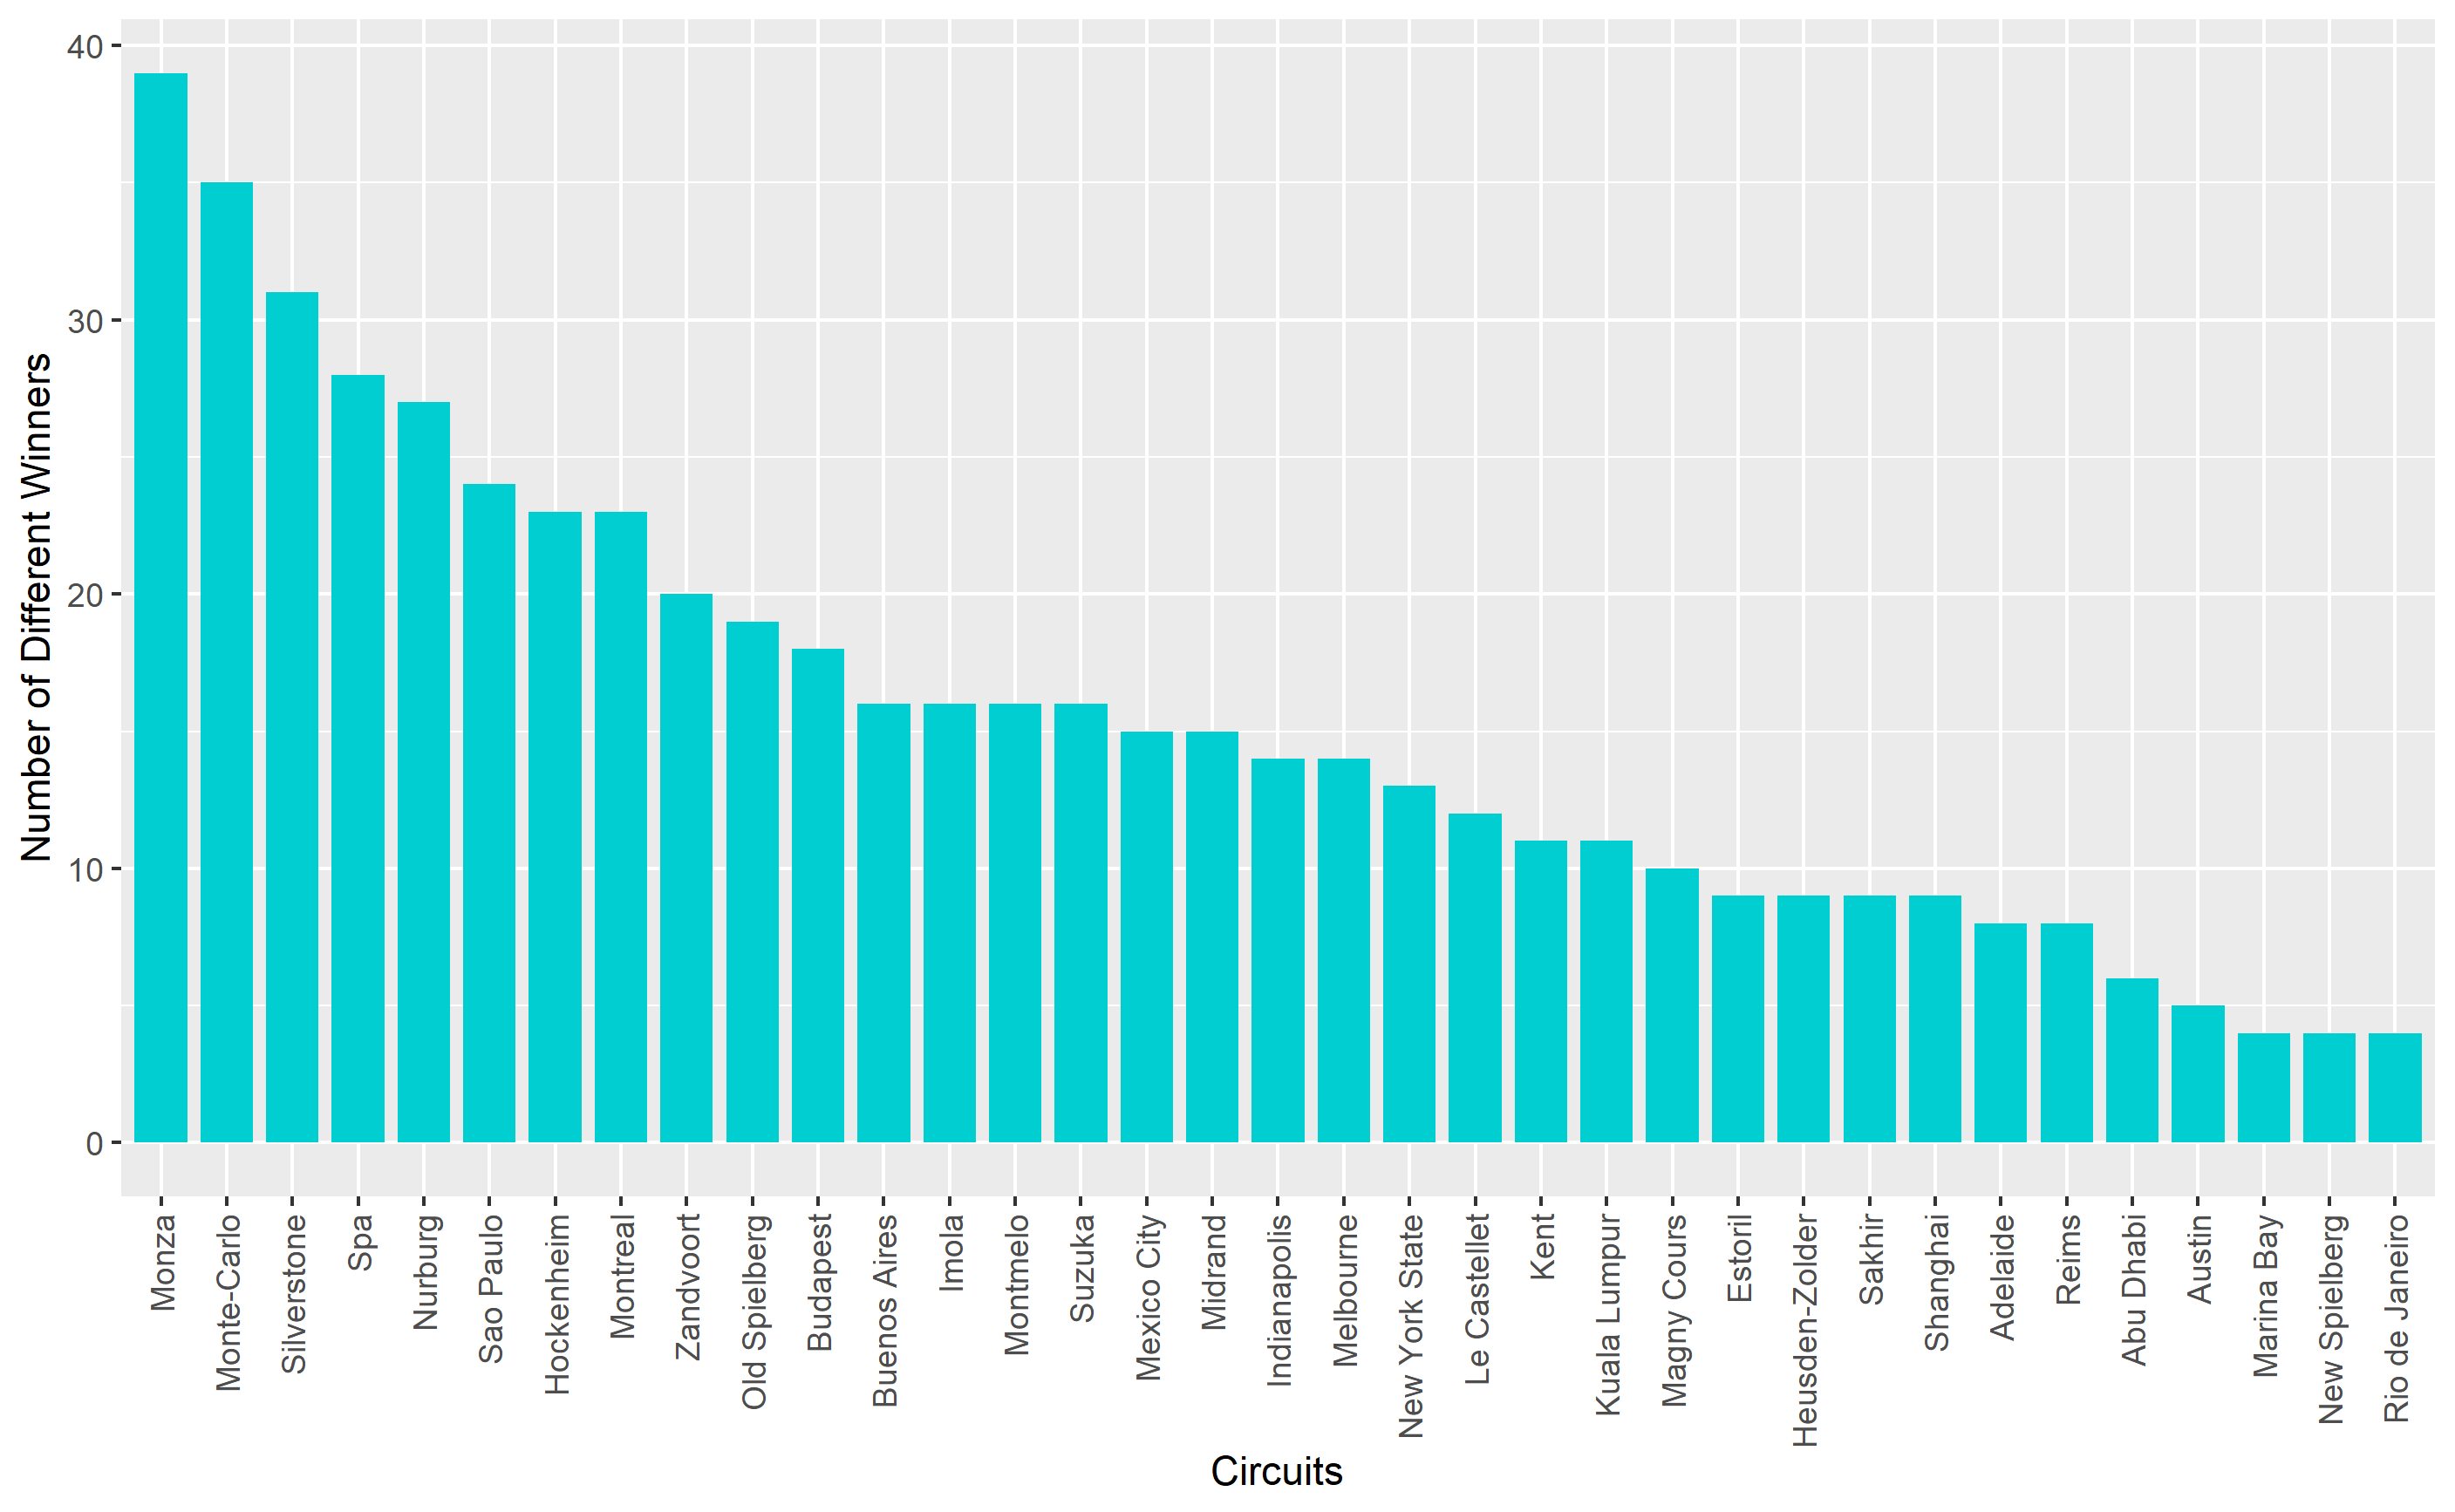 Number of Different Winners
40
30
20
10
0
Monza
Monte-Carlo
Silverstone
Spa
Nurburg
Sao Paulo
Hockenheim
Montreal
Zandvoort
Old Spielberg
Budapest
Buenos Aires
Imola
Montmelo
Suzuka
Mexico City
Midrand
Indianapolis
Melbourne
New York State
Le Castellet
Kent
Kuala Lumpur
Magny Cours
Estoril
Heusden-Zolder
Sakhir
Shanghai
Adelaide
Reims
Abu Dhabi
Austin
Marina Bay
New Spielberg
Rio de Janeiro
Circuits